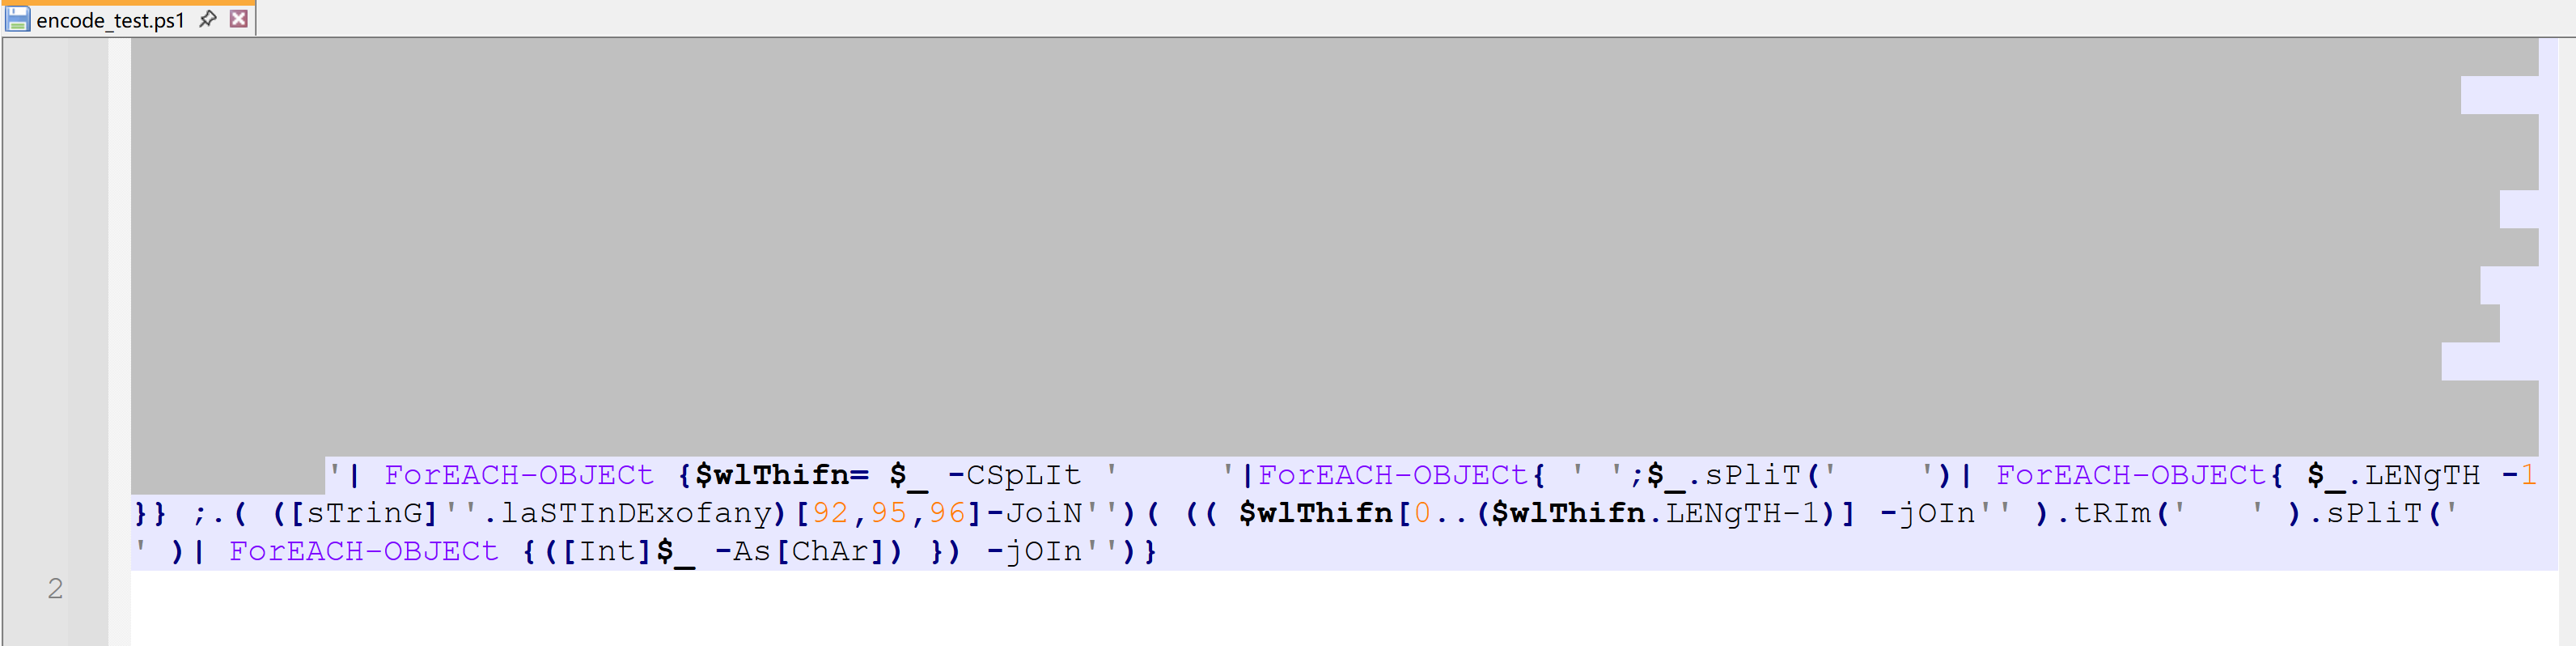 encode_test.ps1
'| ForEACH-OBJECt {$wlThifn= $_ -CSpLIt '     '|ForEACH-OBJECt{ ' ';$_.sPliT('    ')| ForEACH-OBJECt{ $_.LENgTH -1
}} ;.( ([sTrinG]''.laSTInDExofany)[92,95,96]-JoiN'')( (( $wlThifn[0..($wlThifn.LENgTH-1)] -jOIn'' ).tRIm('   ' ).sPliT('
' )| ForEACH-OBJECt {([Int]$_ -As[ChAr]) }) -jOIn'')}
2